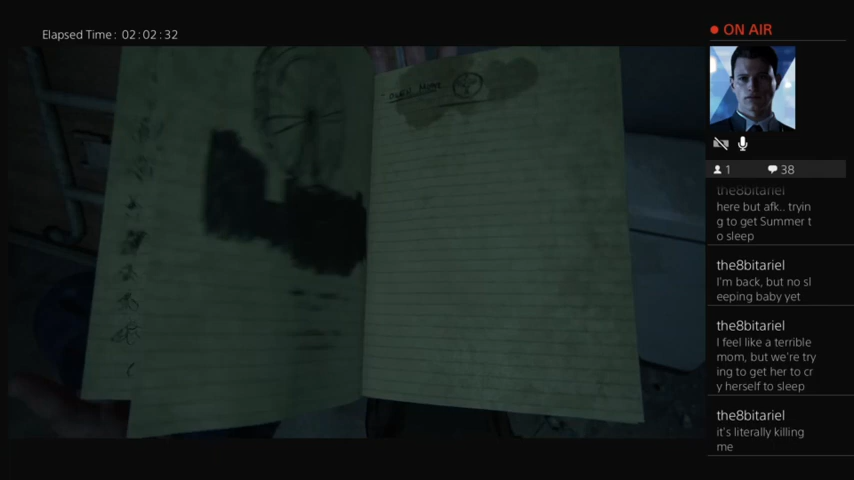 Elapsed Time: 02:02:32
ON AIR
1
38
the8bitariel
here but afk.. tryin
g to get Summer t
o sleep
the8bitariel
I'm back, but no sl
eeping baby yet
the8bitariel
I feel like a terrible
mom, but we're try
ing to get her to cr
y herself to sleep
the8bitariel
it's literally killing
me